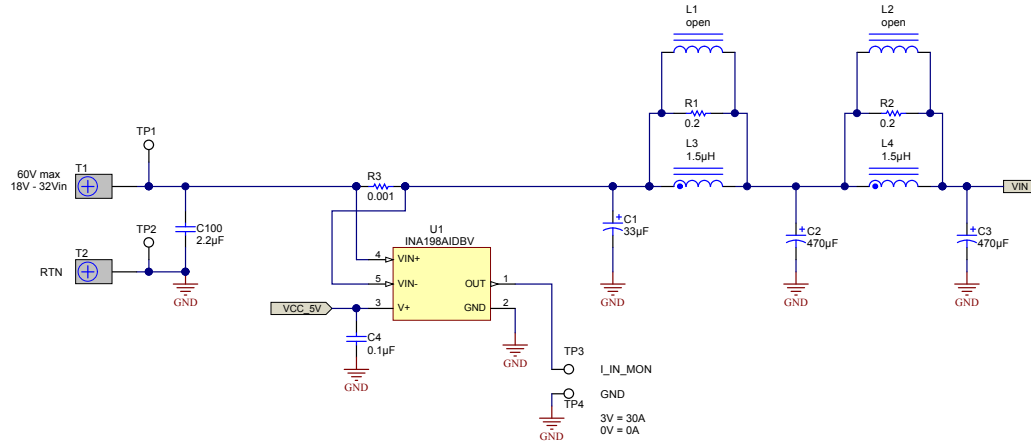 L1
open
L2
open
R1
0.2
R2
0.2
L3
1.5µH
L4
1.5µH
TP1
60V max
18V - 32Vin
T1
R3
0.001
VIN
C100
2.2µF
TP2
T2
RTN
GND
U1
INA198AIDBV
4
VIN+
5
VIN-
OUT
1
3
V+
GND
2
VCC_5V
C4
0.1µF
GND
GND
+
C1
33µF
GND
+
C2
470µF
GND
+
C3
470µF
GND
TP3
I_IN_MON
GND
TP4
GND
3V = 30A
0V = 0A